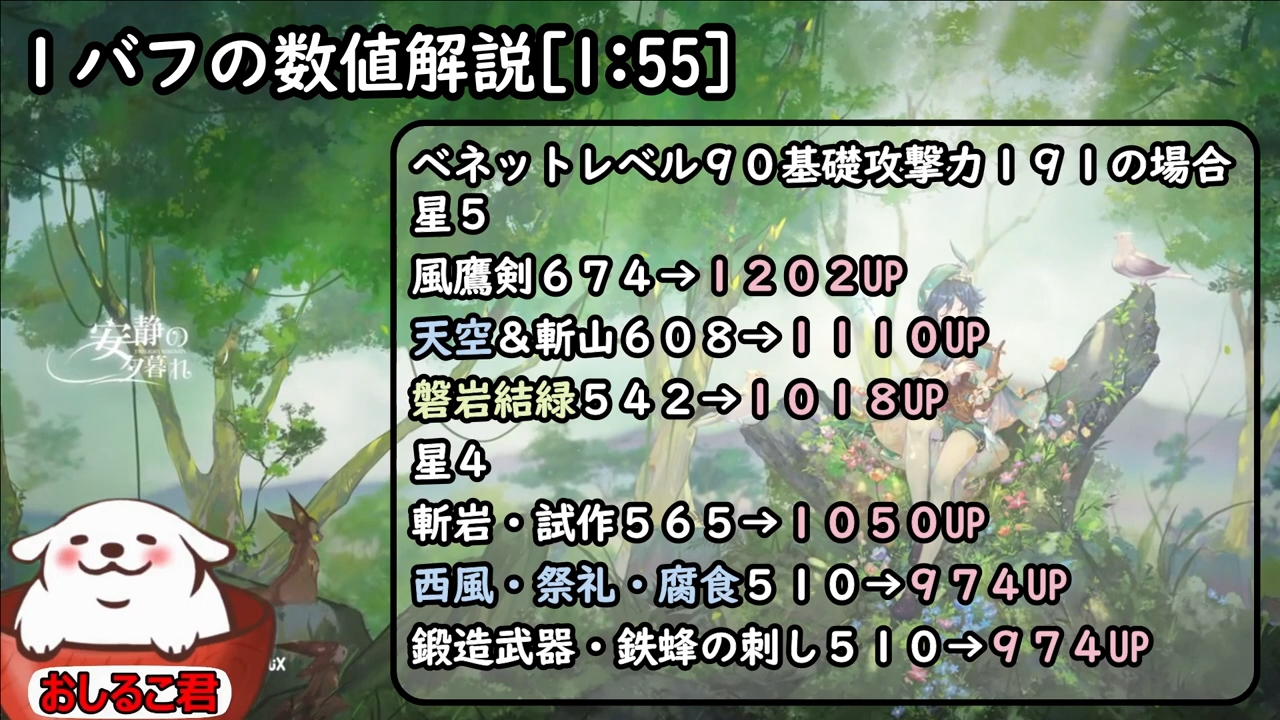 １バフの数値解説[1:55]
ベネットレベル９０基礎攻撃力１９１の場合
星５
風鷹剣６７４→１２０２UP
天空＆斬山６０８→１１１０UP
磐岩結緑５４２→１０１８UP
星４
斬岩・試作５６５→１０５０UP
西風・祭礼・腐食５１０→９７４UP
鍛造武器・鉄蜂の刺し５１０→９７４UP
安静の
夕暮れ
おしるこ君